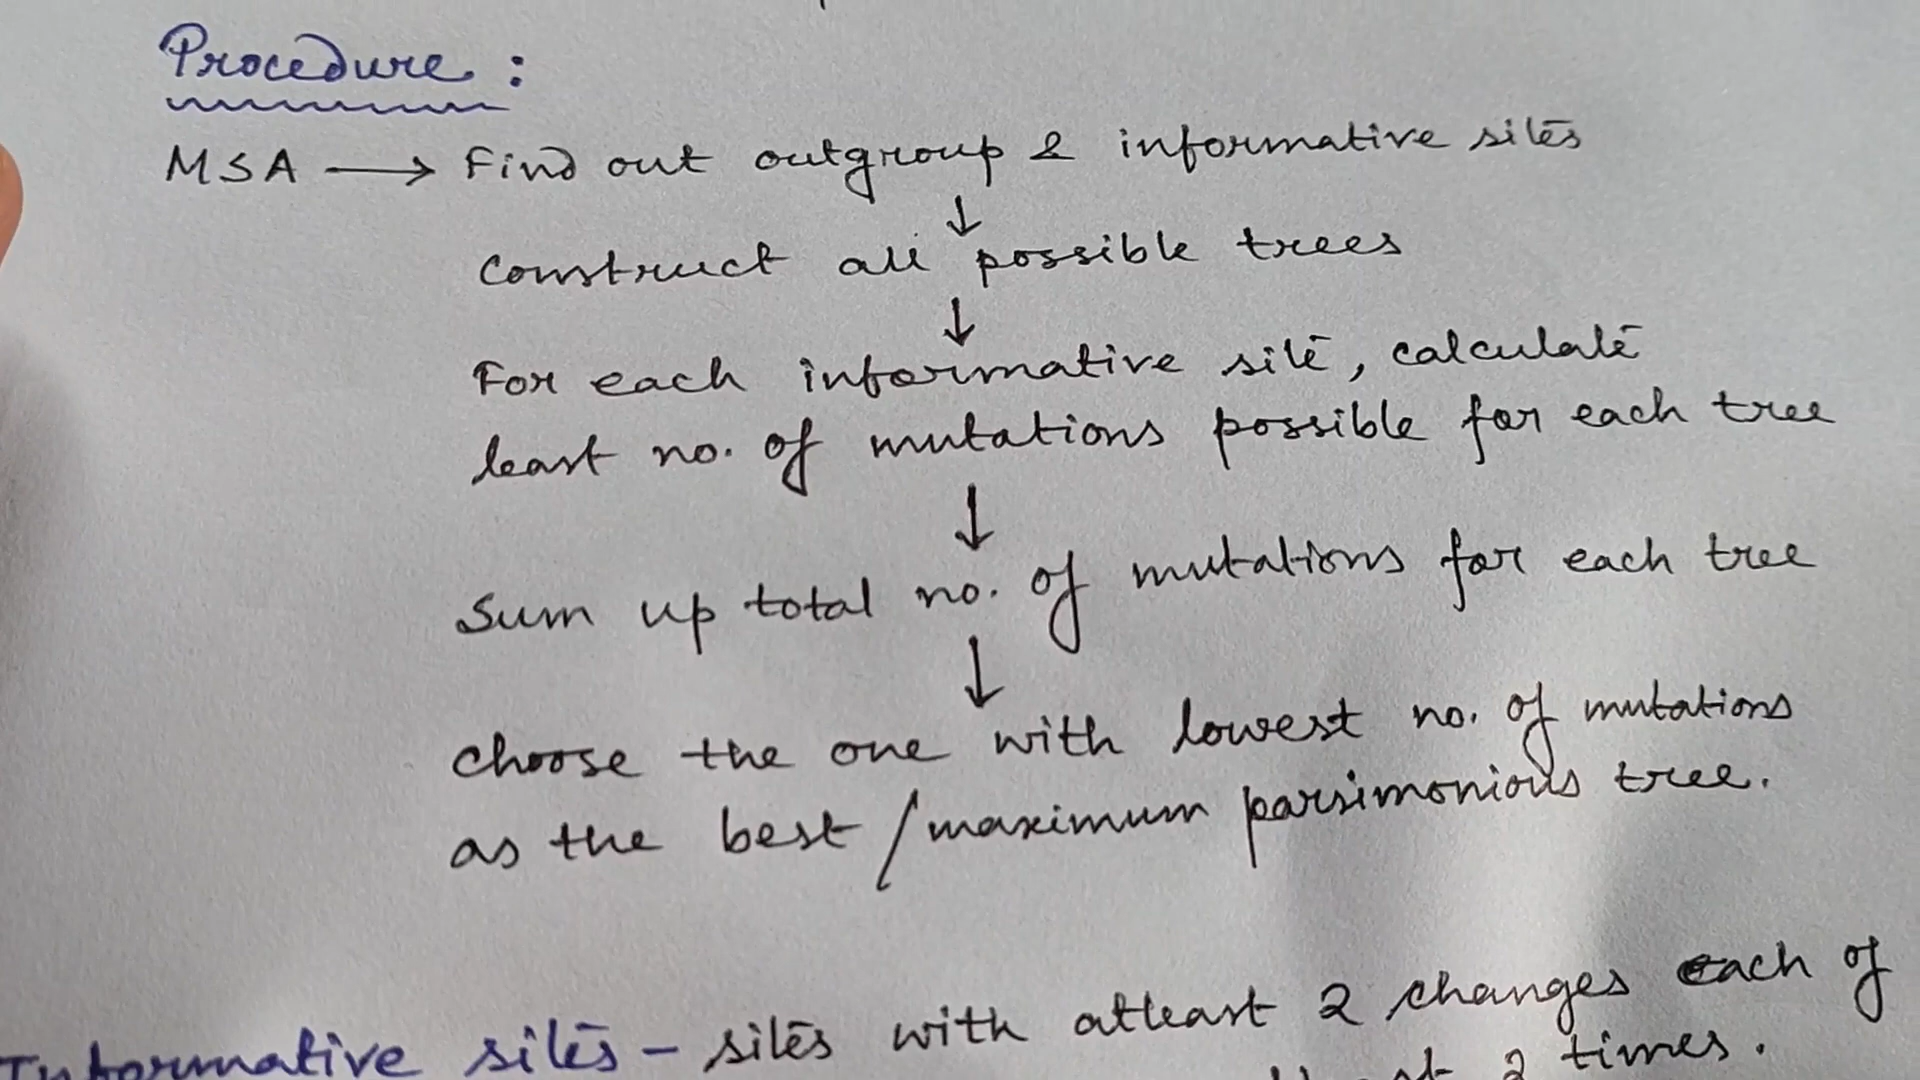 Procedure :
MSA → Find out outgroup & informative sites
↓
Construct all possible trees
↓
For each informative site, calculate
least no. of mutations possible for each tree
↓
Sum up total no. of mutations for each tree
↓
choose the one with lowest no. of mutations
as the best / maximum parsimonious tree.
Informative sites - sites with atleast 2 changes each of
2 times.